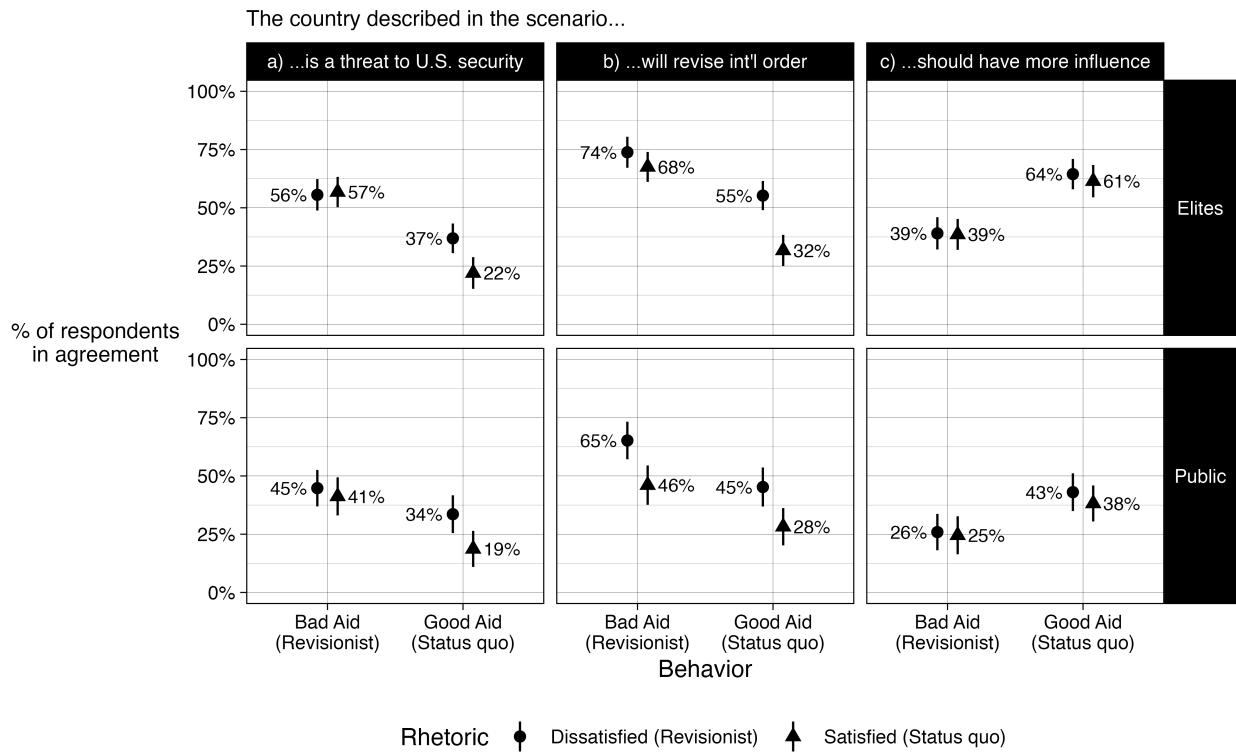 The country described in the scenario...
a) ...is a threat to U.S. security
b) ...will revise int'l order
c) ...should have more influence
100%
75%
50%
25%
0%
56%
57%
37%
22%
74%
68%
55%
32%
39%
39%
64%
61%
Elites
% of respondents
in agreement
100%
75%
50%
25%
0%
45%
41%
34%
19%
65%
46%
45%
28%
26%
25%
43%
38%
Public
Bad Aid
(Revisionist)
Good Aid
(Status quo)
Bad Aid
(Revisionist)
Good Aid
(Status quo)
Bad Aid
(Revisionist)
Good Aid
(Status quo)
Behavior
Rhetoric
Dissatisfied (Revisionist)
Satisfied (Status quo)